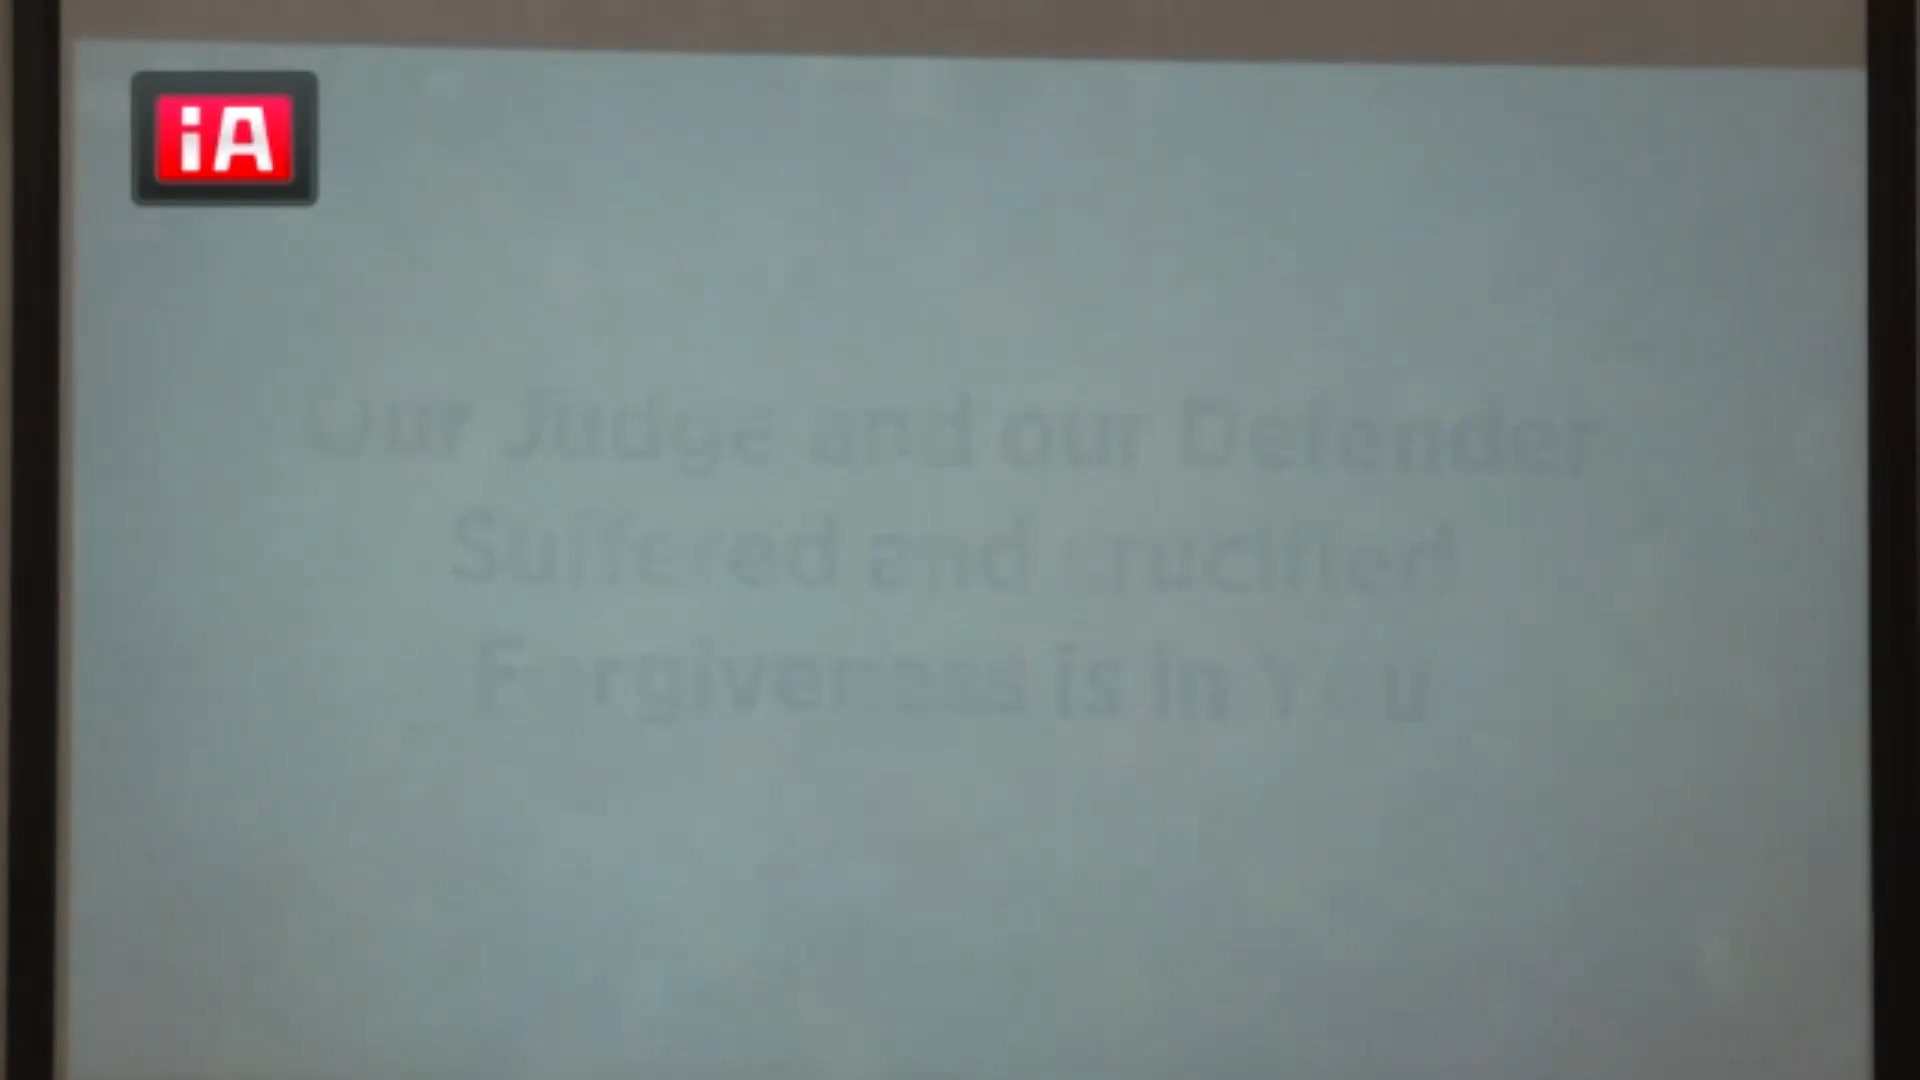 iA
Our Judge and our Defender
Suffered and crucified
Forgiveness is in You